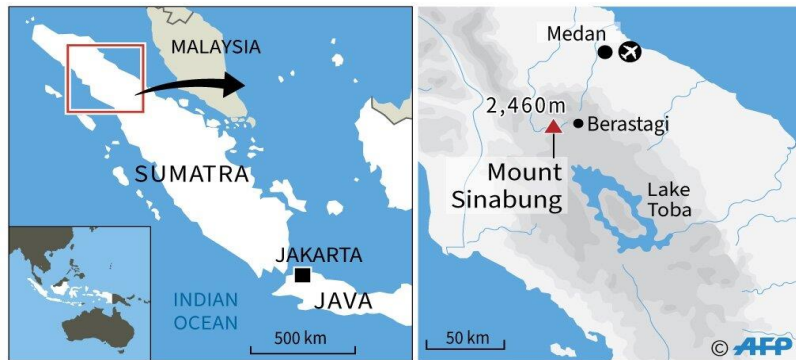 MALAYSIA
SUMATRA
JAKARTA
JAVA
INDIAN
OCEAN
500 km
Medan
2,460m
Berastagi
Mount
Sinabung
Lake
Toba
50 km
© AFP